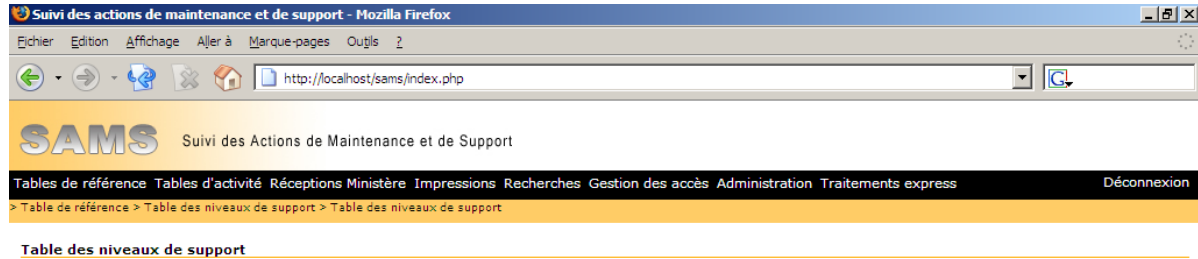 Suivi des actions de maintenance et de support - Mozilla Firefox
Fichier Edition Affichage Aller à Marque-pages Outils ?
http://localhost/sams/index.php G
SAMS Suivi des Actions de Maintenance et de Support
Tables de référence Tables d'activité Réceptions Ministère Impressions Recherches Gestion des accès Administration Traitements express Déconnexion
> Table de référence > Table des niveaux de support > Table des niveaux de support
Table des niveaux de support